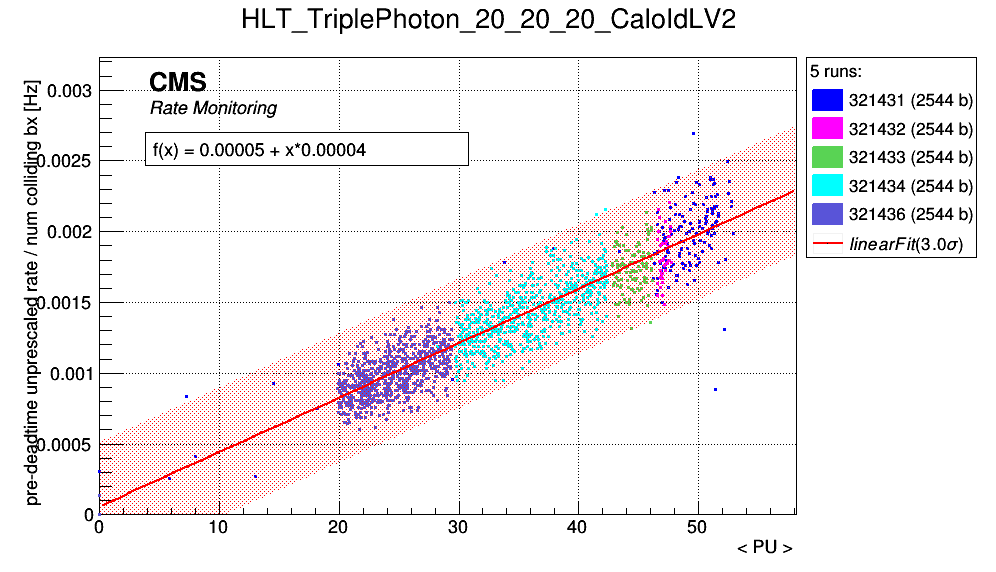 HLT_TriplePhoton_20_20_20_CaloIdLV2
CMS
Rate Monitoring
f(x) = 0.00005 + x*0.00004
pre-deadtime unprescaled rate / num colliding bx [Hz]
0.003
0.0025
0.002
0.0015
0.001
0.0005
0
0 10 20 30 40 50
< PU >
5 runs:
321431 (2544 b)
321432 (2544 b)
321433 (2544 b)
321434 (2544 b)
321436 (2544 b)
linearFit(3.0σ)